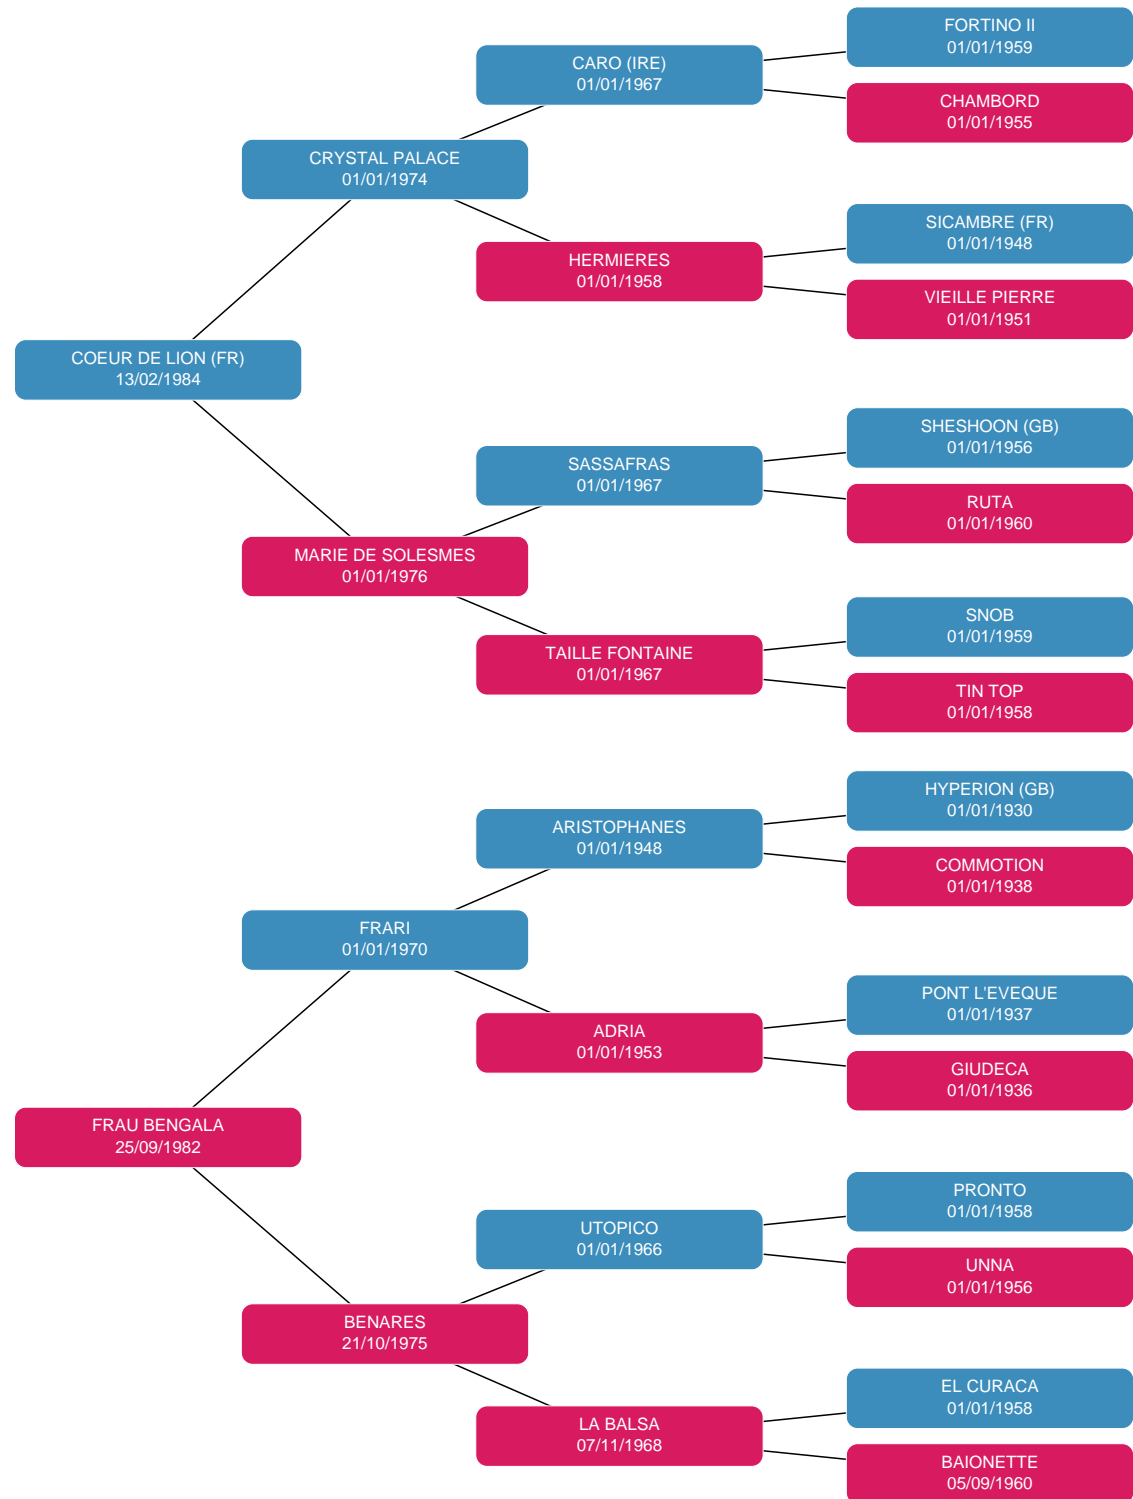 FORTINO II
01/01/1959
CARO (IRE)
01/01/1967
CHAMBORD
01/01/1955
CRYSTAL PALACE
01/01/1974
SICAMBRE (FR)
01/01/1948
HERMIERES
01/01/1958
VIEILLE PIERRE
01/01/1951
COEUR DE LION (FR)
13/02/1984
SHESHOON (GB)
01/01/1956
SASSAFRAS
01/01/1967
RUTA
01/01/1960
MARIE DE SOLESMES
01/01/1976
SNOB
01/01/1959
TAILLE FONTAINE
01/01/1967
TIN TOP
01/01/1958
HYPERION (GB)
01/01/1930
ARISTOPHANES
01/01/1948
COMMOTION
01/01/1938
FRARI
01/01/1970
PONT L'EVEQUE
01/01/1937
ADRIA
01/01/1953
GIUDECA
01/01/1936
FRAU BENGALA
25/09/1982
PRONTO
01/01/1958
UTOPICO
01/01/1966
UNNA
01/01/1956
BENARES
21/10/1975
EL CURACA
01/01/1958
LA BALSA
07/11/1968
BAIONETTE
05/09/1960